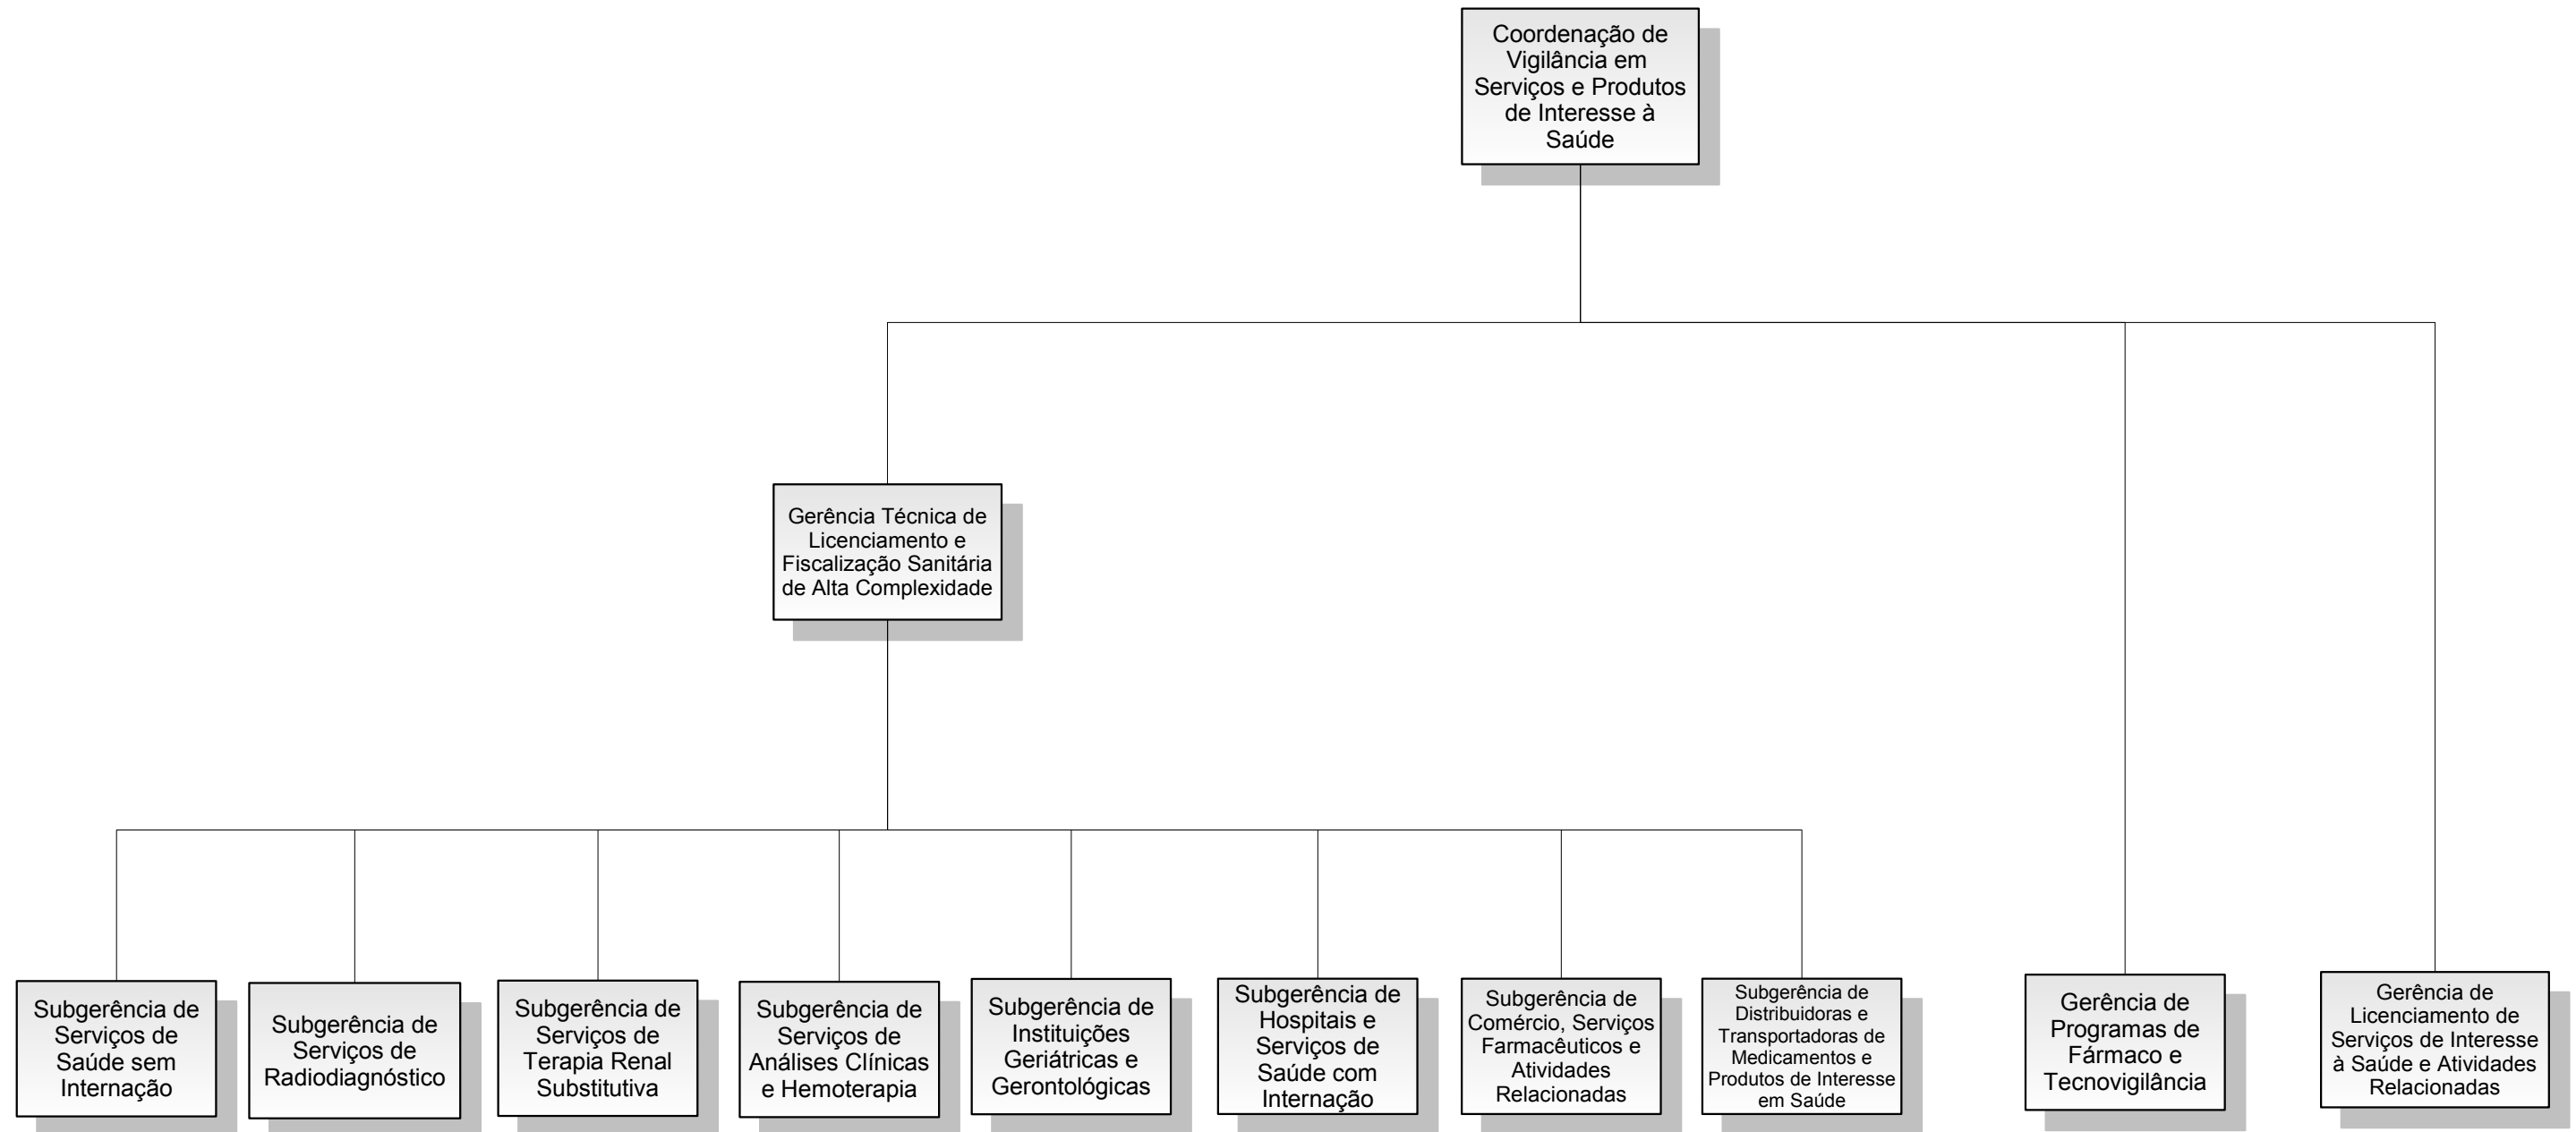 Coordenação de
Vigilância em
Serviços e Produtos
de Interesse à
Saúde
Gerência Técnica de
Licenciamento e
Fiscalização Sanitária
de Alta Complexidade
Subgerência de
Serviços de
Saúde sem
Internação
Subgerência de
Serviços de
Radiodiagnóstico
Subgerência de
Serviços de
Terapia Renal
Substitutiva
Subgerência de
Serviços de
Análises Clínicas
e Hemoterapia
Subgerência de
Instituições
Geriátricas e
Gerontológicas
Subgerência de
Hospitais e
Serviços de
Saúde com
Internação
Subgerência de
Comércio, Serviços
Farmacêuticos e
Atividades
Relacionadas
Subgerência de
Distribuidoras e
Transportadoras de
Medicamentos e
Produtos de Interesse
em Saúde
Gerência de
Programas de
Fármaco e
Tecnovigilância
Gerência de
Licenciamento de
Serviços de Interesse
à Saúde e Atividades
Relacionadas